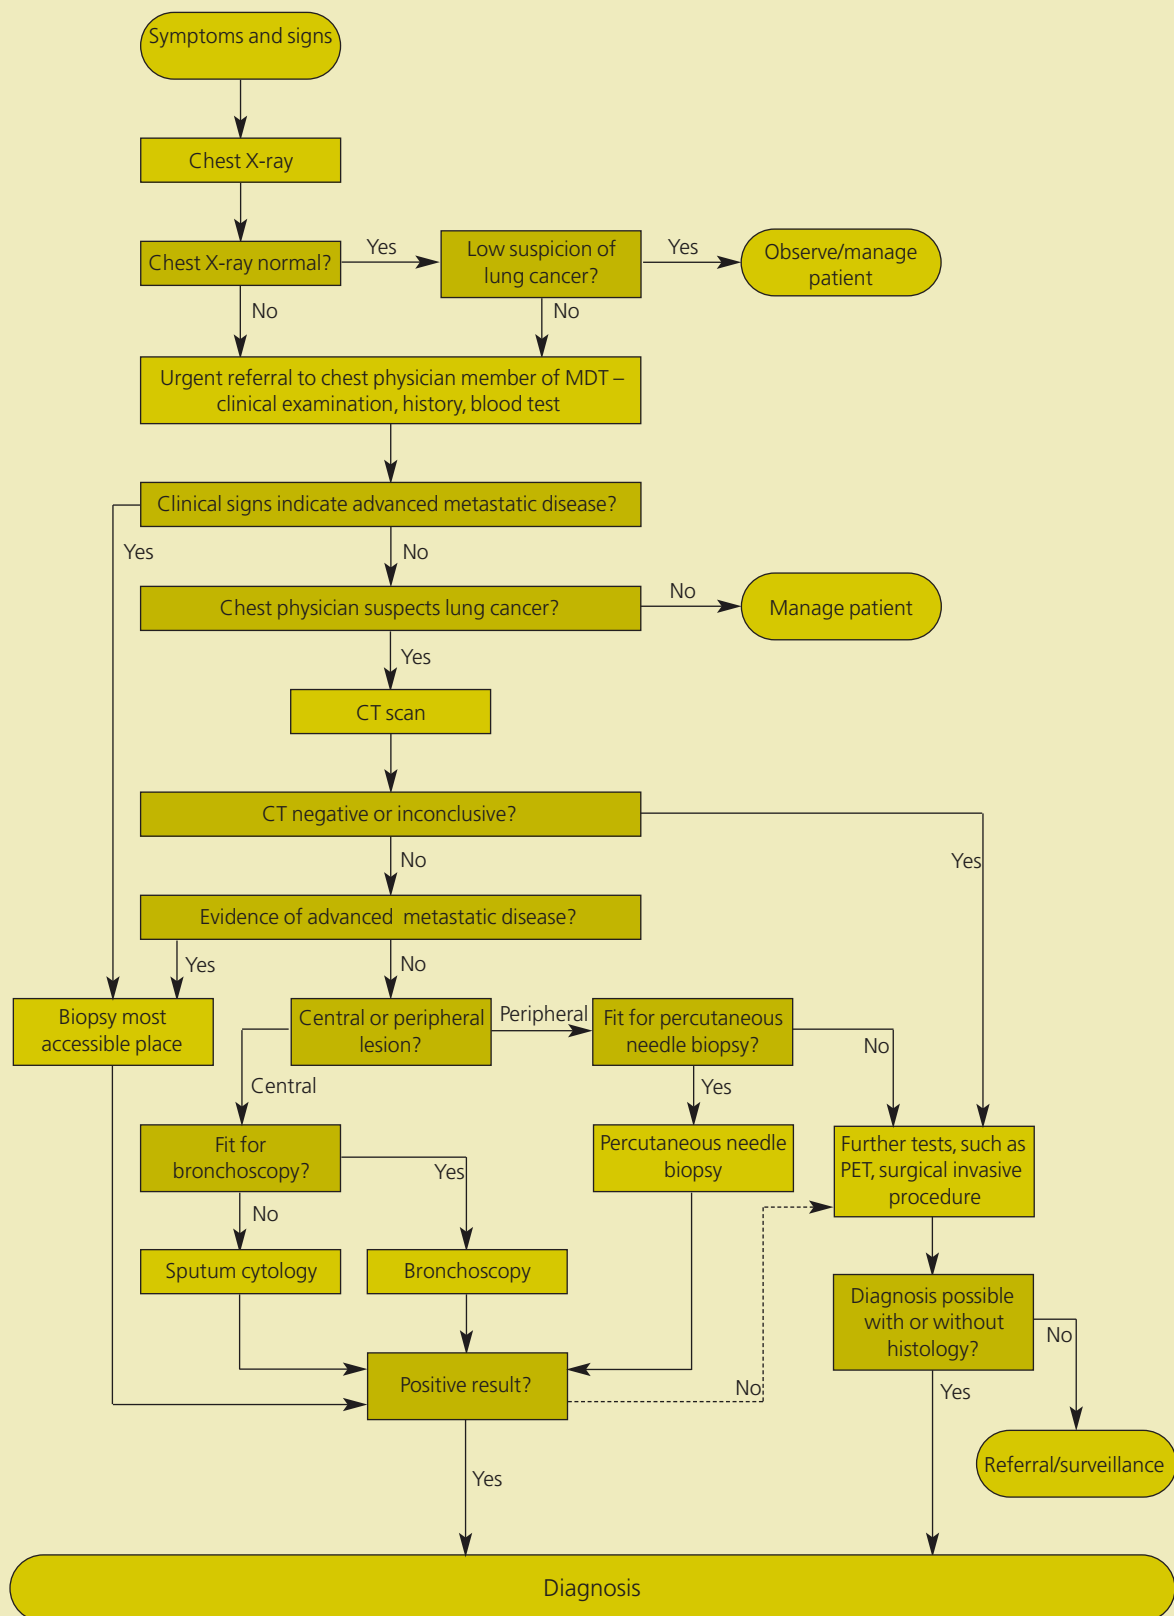 Symptoms and signs
Chest X-ray
Chest X-ray normal?
Yes
Low suspicion of
lung cancer?
Yes
Observe/manage
patient
No
No
Urgent referral to chest physician member of MDT –
clinical examination, history, blood test
Clinical signs indicate advanced metastatic disease?
Yes
No
Chest physician suspects lung cancer?
No
Manage patient
Yes
CT scan
CT negative or inconclusive?
Yes
No
Evidence of advanced metastatic disease?
Yes
No
Biopsy most
accessible place
Central or peripheral
lesion?
Peripheral
Fit for percutaneous
needle biopsy?
No
Central
Yes
Fit for
bronchoscopy?
Yes
Percutaneous needle
biopsy
Further tests, such as
PET, surgical invasive
procedure
No
Sputum cytology
Bronchoscopy
Diagnosis possible
with or without
histology?
No
Positive result?
No
Yes
Referral/surveillance
Yes
Diagnosis